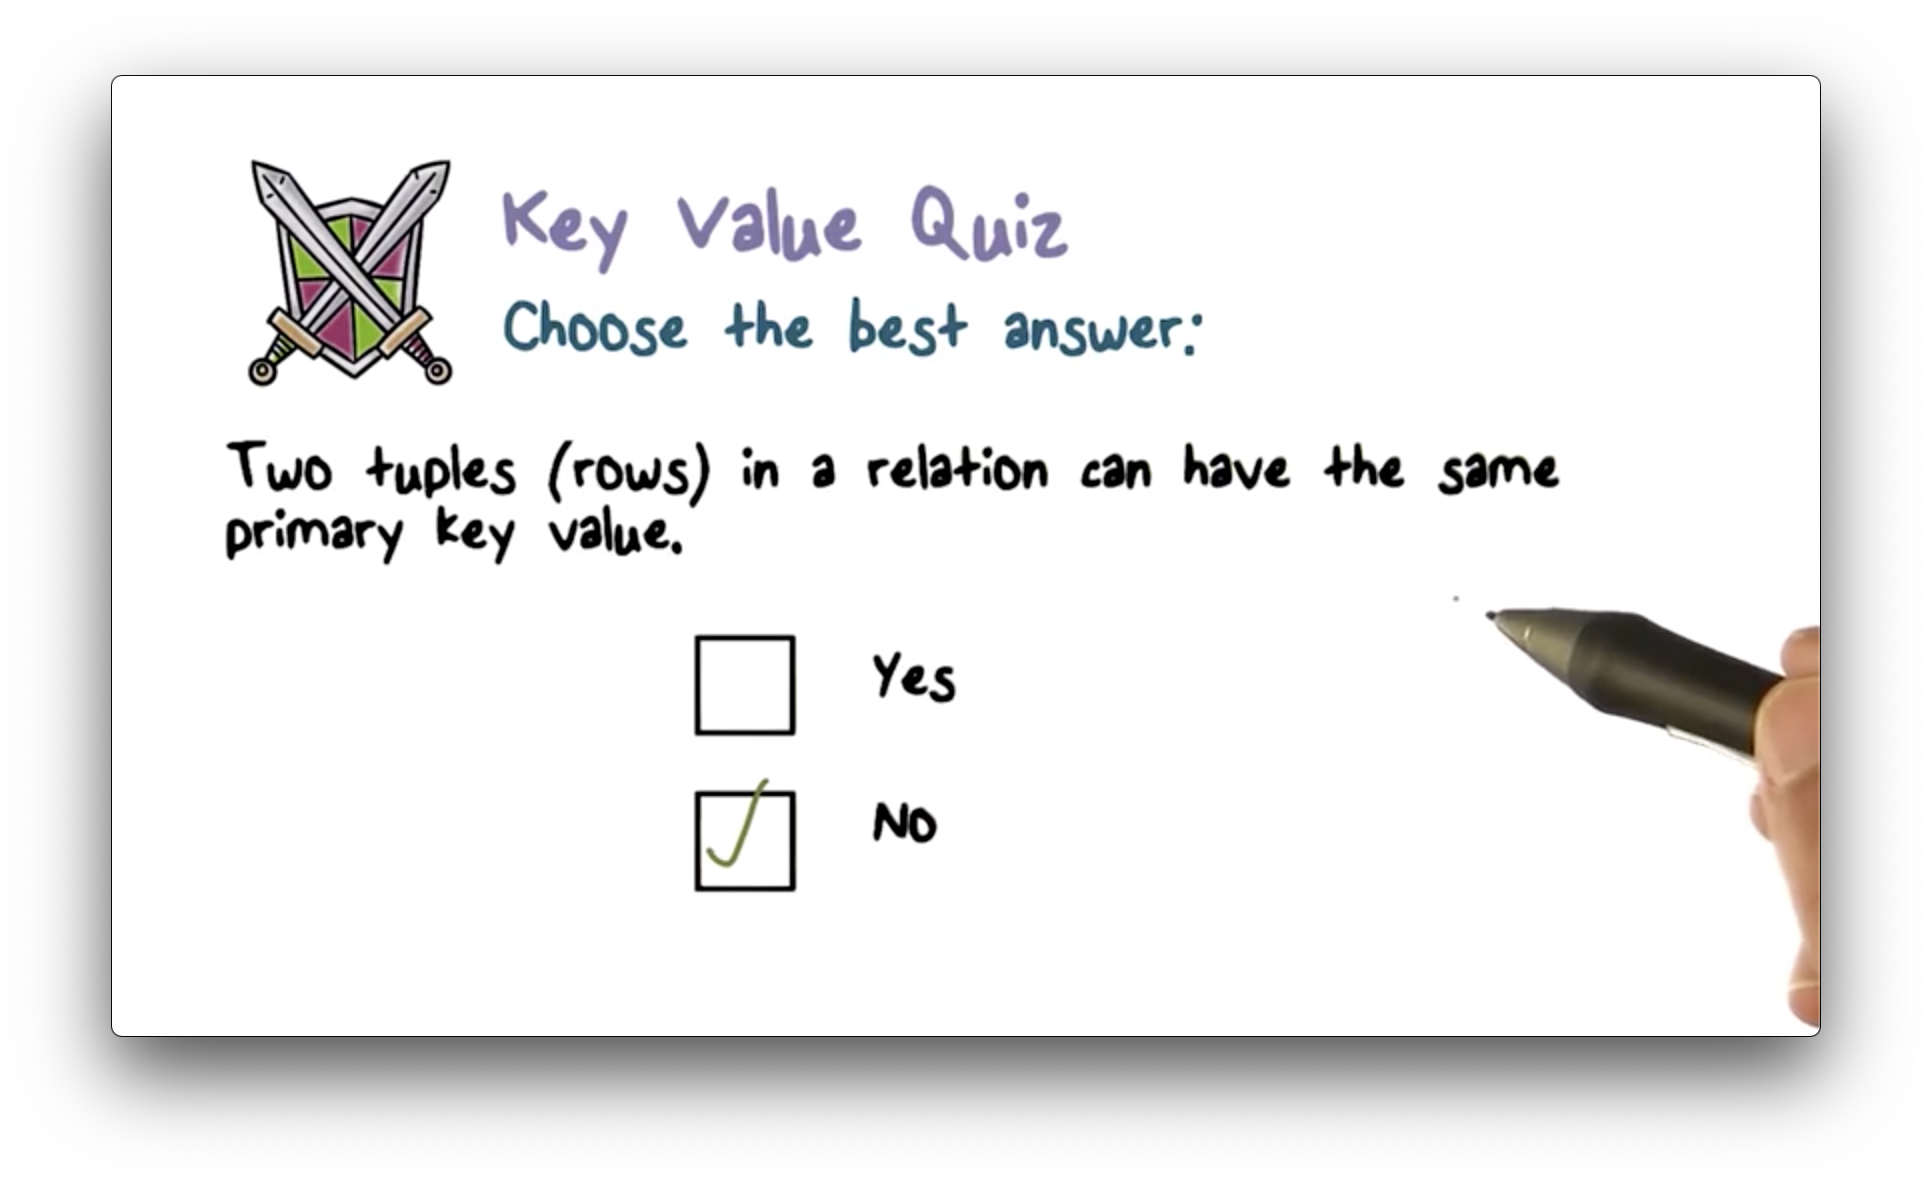 Key Value Quiz
Choose the best answer:
Two tuples (rows) in a relation can have the same
primary key value.
Yes
No